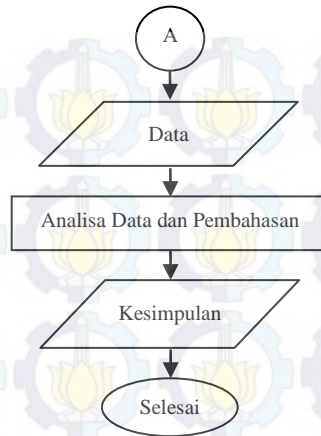 A
Data
Analisa Data dan Pembahasan
Kesimpulan
Selesai